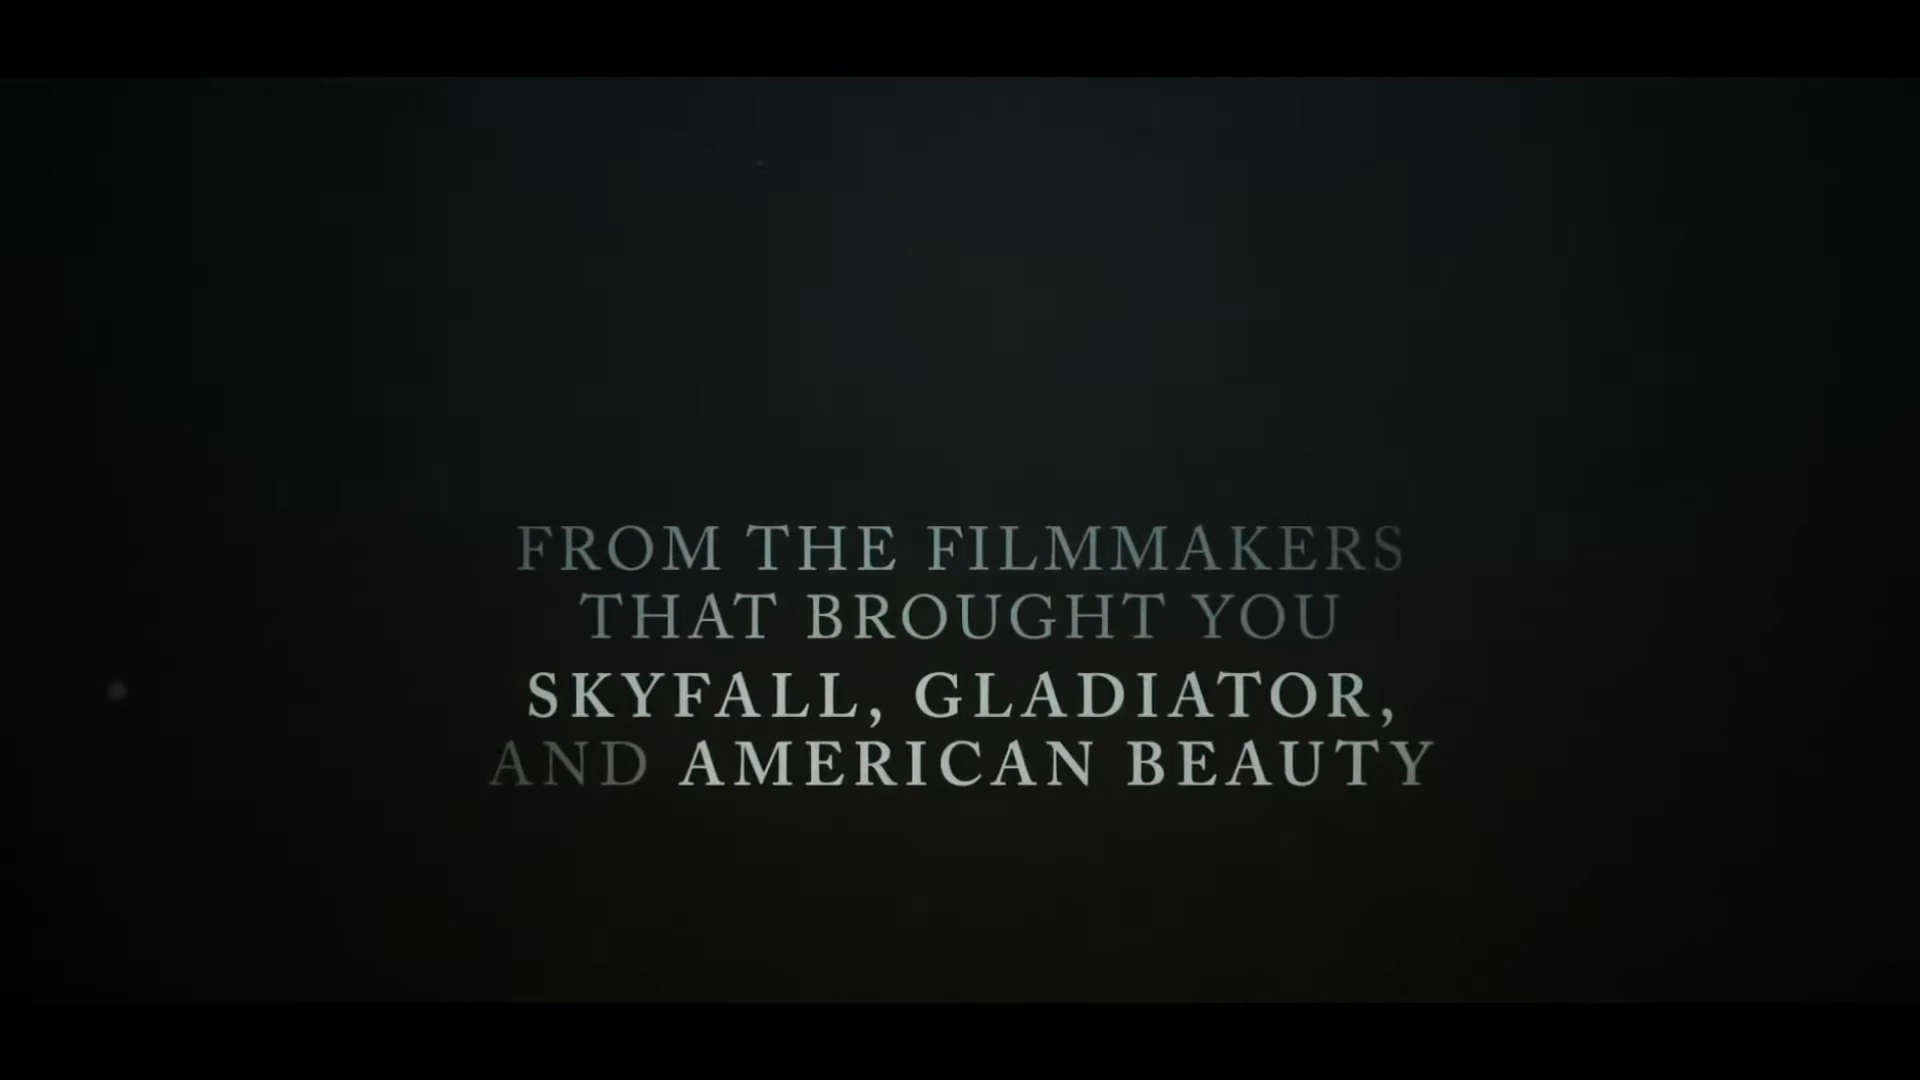 FROM THE FILMMAKERS
THAT BROUGHT YOU
SKYFALL, GLADIATOR,
AND AMERICAN BEAUTY